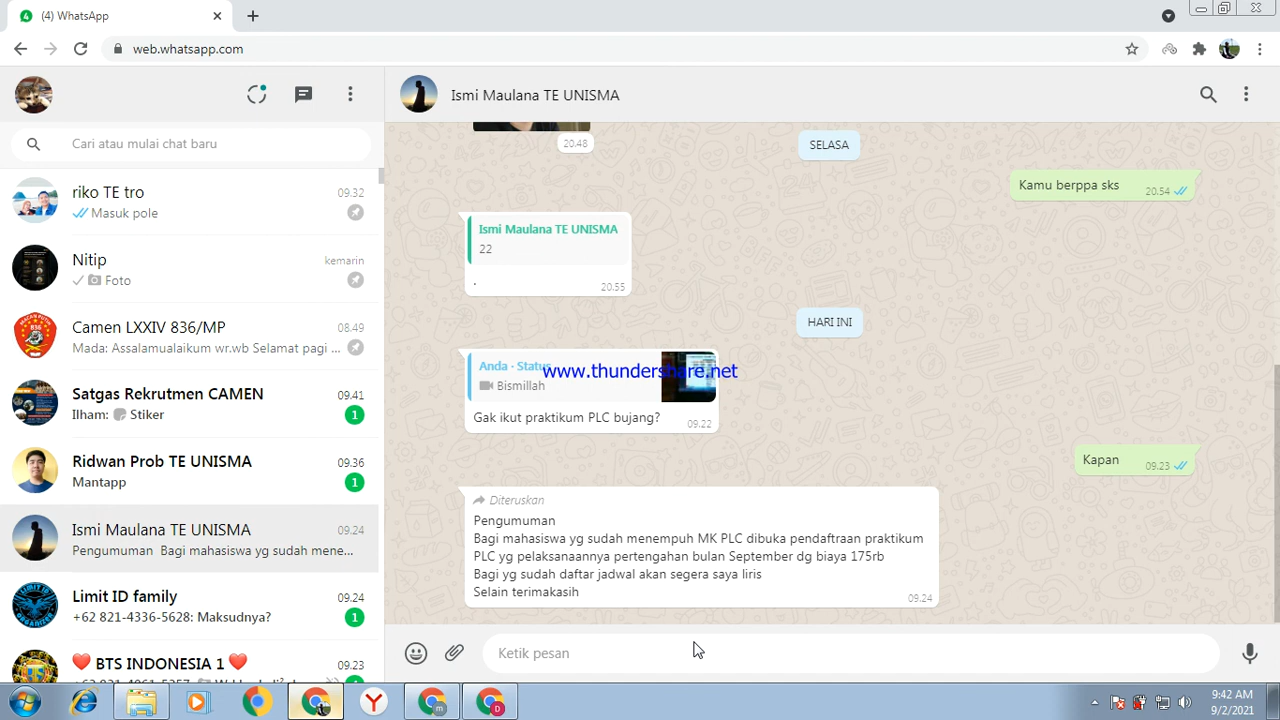 (4) WhatsApp
web.whatsapp.com
Cari atau mulai chat baru
riko TE tro
09.32
Masuk pole
Nitip
kemarin
Foto
Camen LXXIV 836/MP
08.49
Mada: Assalamualaikum wr.wb Selamat pagi ...
Satgas Rekrutmen CAMEN
09.41
Ilham: Stiker
1
Ridwan Prob TE UNISMA
09.36
Mantapp
1
Ismi Maulana TE UNISMA
09.24
Pengumuman Bagi mahasiswa yg sudah mene...
Limit ID family
09.24
+62 821-4336-5628: Maksudnya?
1
BTS INDONESIA 1
09.23
Ismi Maulana TE UNISMA
20.48
SELASA
Kamu berppa sks
20.54
Ismi Maulana TE UNISMA
22
.
20.55
HARI INI
Anda · Status
www.thundershare.net
Bismillah
Gak ikut praktikum PLC bujang?
09.22
Kapan
09.23
Diteruskan
Pengumuman
Bagi mahasiswa yg sudah menempuh MK PLC dibuka pendaftraan praktikum
PLC yg pelaksanaannya pertengahan bulan September dg biaya 175rb
Bagi yg sudah daftar jadwal akan segera saya liris
Selain terimakasih
09.24
Ketik pesan
9:42 AM
9/2/2021